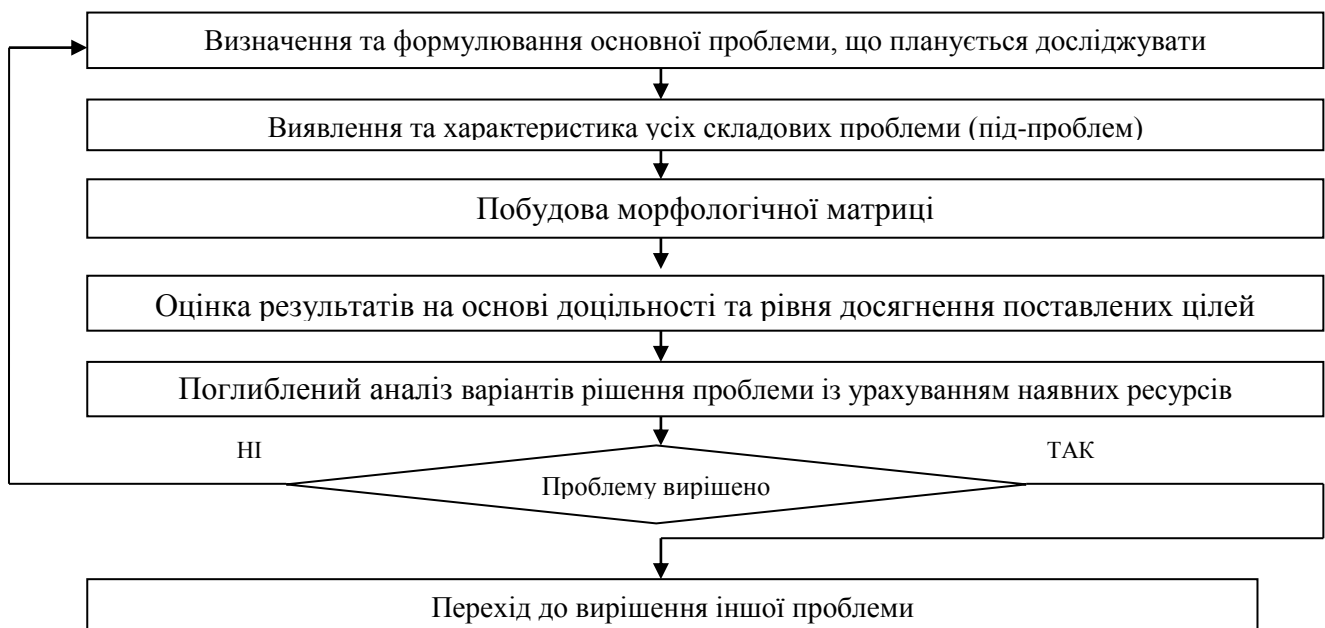 Визначення та формулювання основної проблеми, що планується досліджувати
Виявлення та характеристика усіх складових проблеми (під-проблем)
Побудова морфологічної матриці
Оцінка результатів на основі доцільності та рівня досягнення поставлених цілей
Поглиблений аналіз варіантів рішення проблеми із урахуванням наявних ресурсів
НІ
ТАК
Проблему вирішено
Перехід до вирішення іншої проблеми